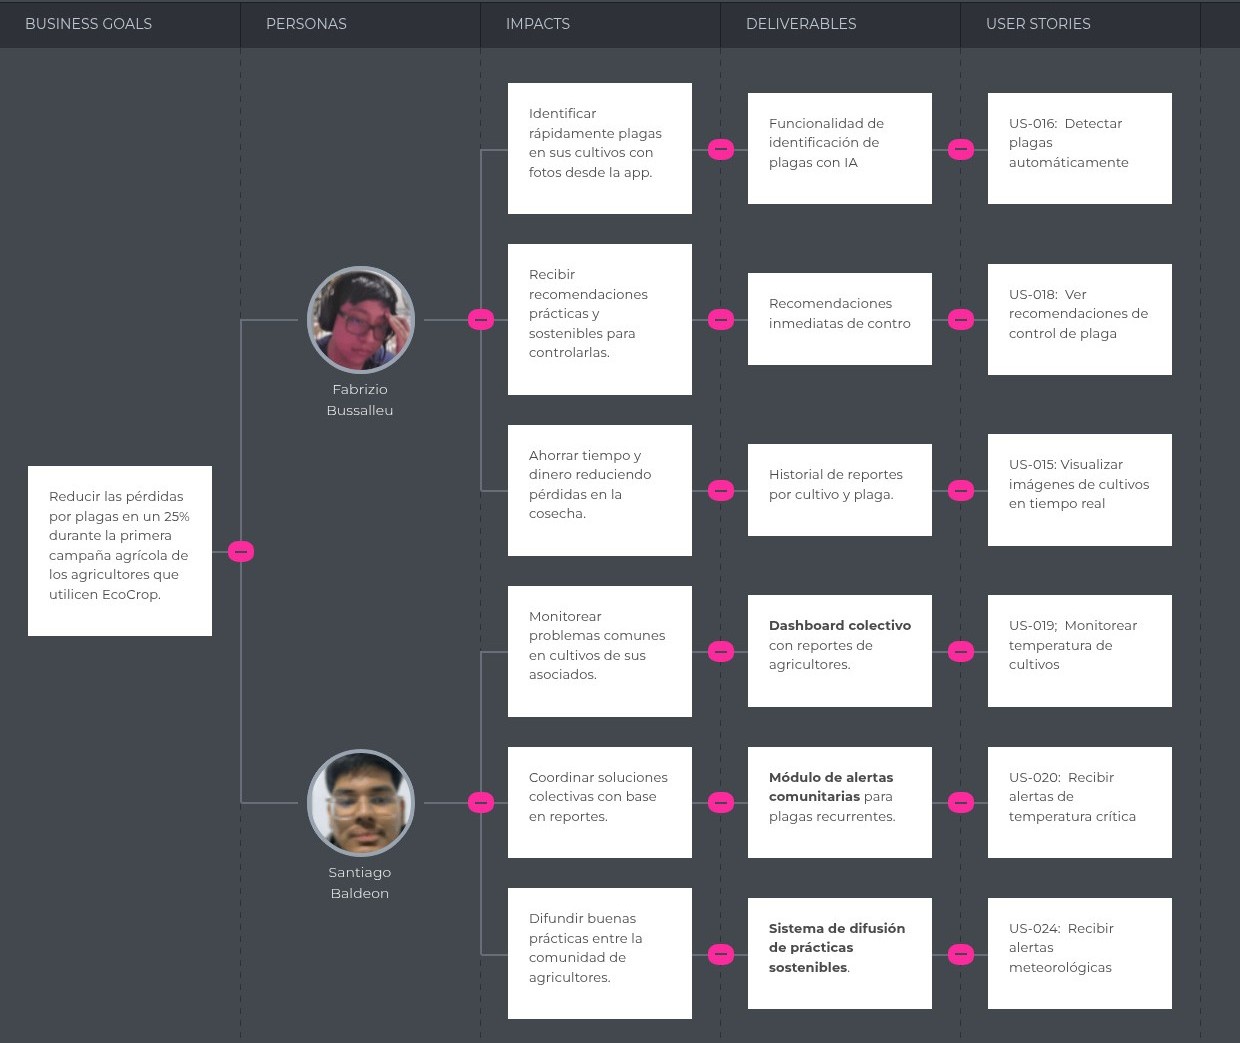 BUSINESS GOALS
PERSONAS
IMPACTS
DELIVERABLES
USER STORIES
Reducir las pérdidas
por plagas en un 25%
durante la primera
campaña agrícola de
los agricultores que
utilicen EcoCrop.
Fabrizio
Bussalleu
Identificar
rápidamente plagas
en sus cultivos con
fotos desde la app.
Funcionalidad de
identificación de
plagas con IA
US-016:  Detectar
plagas
automáticamente
Recibir
recomendaciones
prácticas y
sostenibles para
controlarlas.
Recomendaciones
inmediatas de contro
US-018:  Ver
recomendaciones de
control de plaga
Ahorrar tiempo y
dinero reduciendo
pérdidas en la
cosecha.
Historial de reportes
por cultivo y plaga.
US-015: Visualizar
imágenes de cultivos
en tiempo real
Santiago
Baldeon
Monitorear
problemas comunes
en cultivos de sus
asociados.
Dashboard colectivo
con reportes de
agricultores.
US-019;  Monitorear
temperatura de
cultivos
Coordinar soluciones
colectivas con base
en reportes.
Módulo de alertas
comunitarias para
plagas recurrentes.
US-020:  Recibir
alertas de
temperatura crítica
Difundir buenas
prácticas entre la
comunidad de
agricultores.
Sistema de difusión
de prácticas
sostenibles.
US-024:  Recibir
alertas
meteorológicas